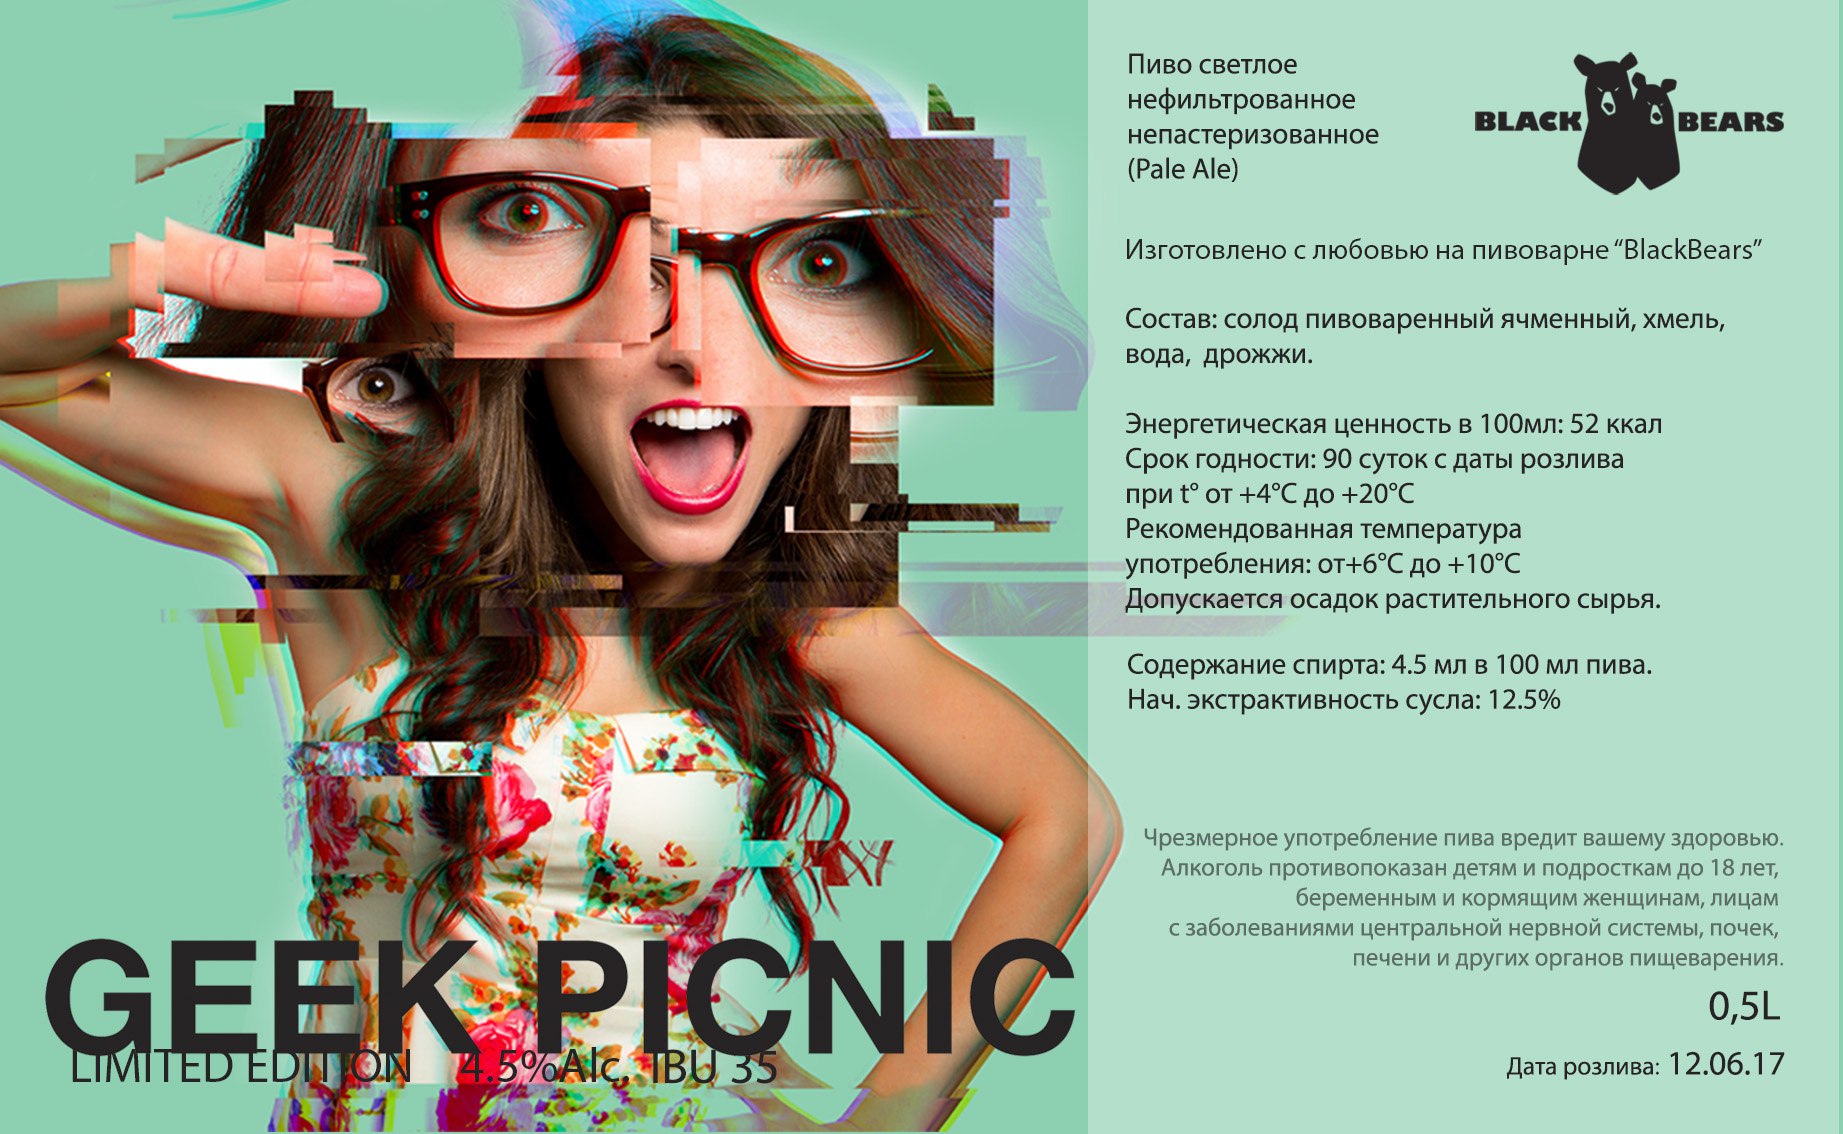 GEEK PICNIC
LIMITED EDITION 4.5%Alc. IBU 35
Пиво светлое
нефильтрованное
непастеризованное
(Pale Ale)
BLACK BEARS
Изготовлено с любовью на пивоварне “BlackBears”
Состав: солод пивоваренный ячменный, хмель,
вода, дрожжи.
Энергетическая ценность в 100мл: 52 ккал
Срок годности: 90 суток с даты розлива
при t° от +4°C до +20°C
Рекомендованная температура
употребления: от+6°C до +10°C
Допускается осадок растительного сырья.
Содержание спирта: 4.5 мл в 100 мл пива.
Нач. экстрактивность сусла: 12.5%
Чрезмерное употребление пива вредит вашему здоровью.
Алкоголь противопоказан детям и подросткам до 18 лет,
беременным и кормящим женщинам, лицам
с заболеваниями центральной нервной системы, почек,
печени и других органов пищеварения.
0,5L
Дата розлива: 12.06.17